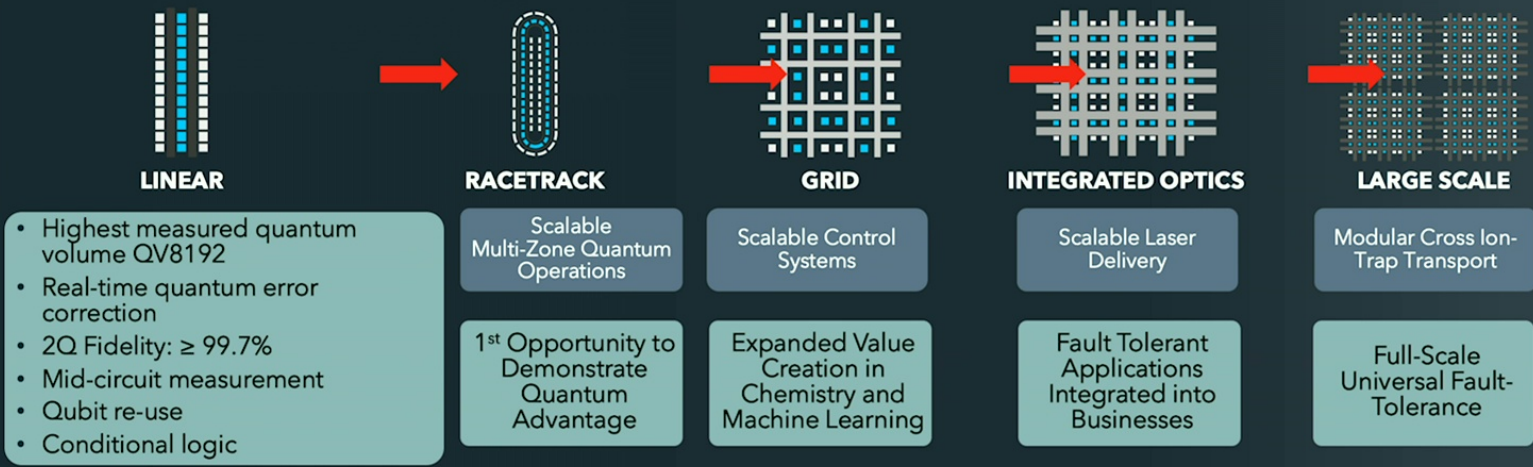 LINEAR
RACETRACK
GRID
INTEGRATED OPTICS
LARGE SCALE
• Highest measured quantum
volume QV8192
• Real-time quantum error
correction
• 2Q Fidelity: ≥ 99.7%
• Mid-circuit measurement
• Qubit re-use
• Conditional logic
Scalable
Multi-Zone Quantum
Operations
1st Opportunity to
Demonstrate
Quantum
Advantage
Scalable Control
Systems
Expanded Value
Creation in
Chemistry and
Machine Learning
Scalable Laser
Delivery
Fault Tolerant
Applications
Integrated into
Businesses
Modular Cross Ion-
Trap Transport
Full-Scale
Universal Fault-
Tolerance